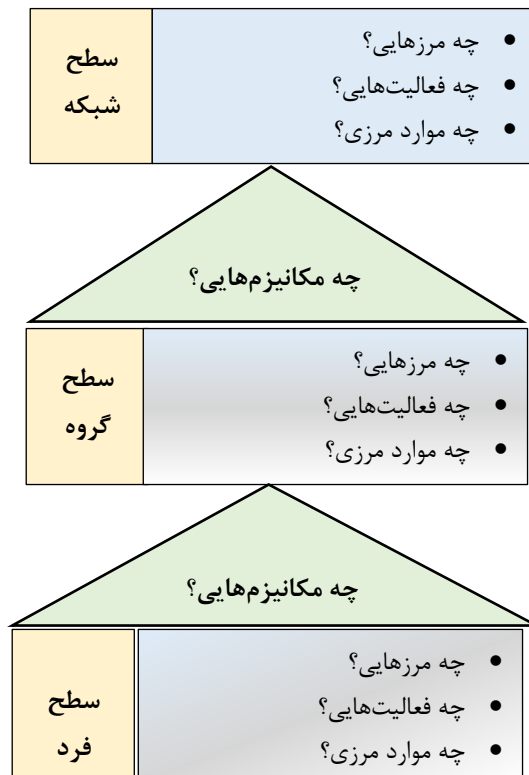 سطح
شبکه
• چه مرزهایی؟
• چه فعالیت‌هایی؟
• چه موارد مرزی؟
چه مکانیزم‌هایی؟
سطح
گروه
• چه مرزهایی؟
• چه فعالیت‌هایی؟
• چه موارد مرزی؟
چه مکانیزم‌هایی؟
سطح
فرد
• چه مرزهایی؟
• چه فعالیت‌هایی؟
• چه موارد مرزی؟